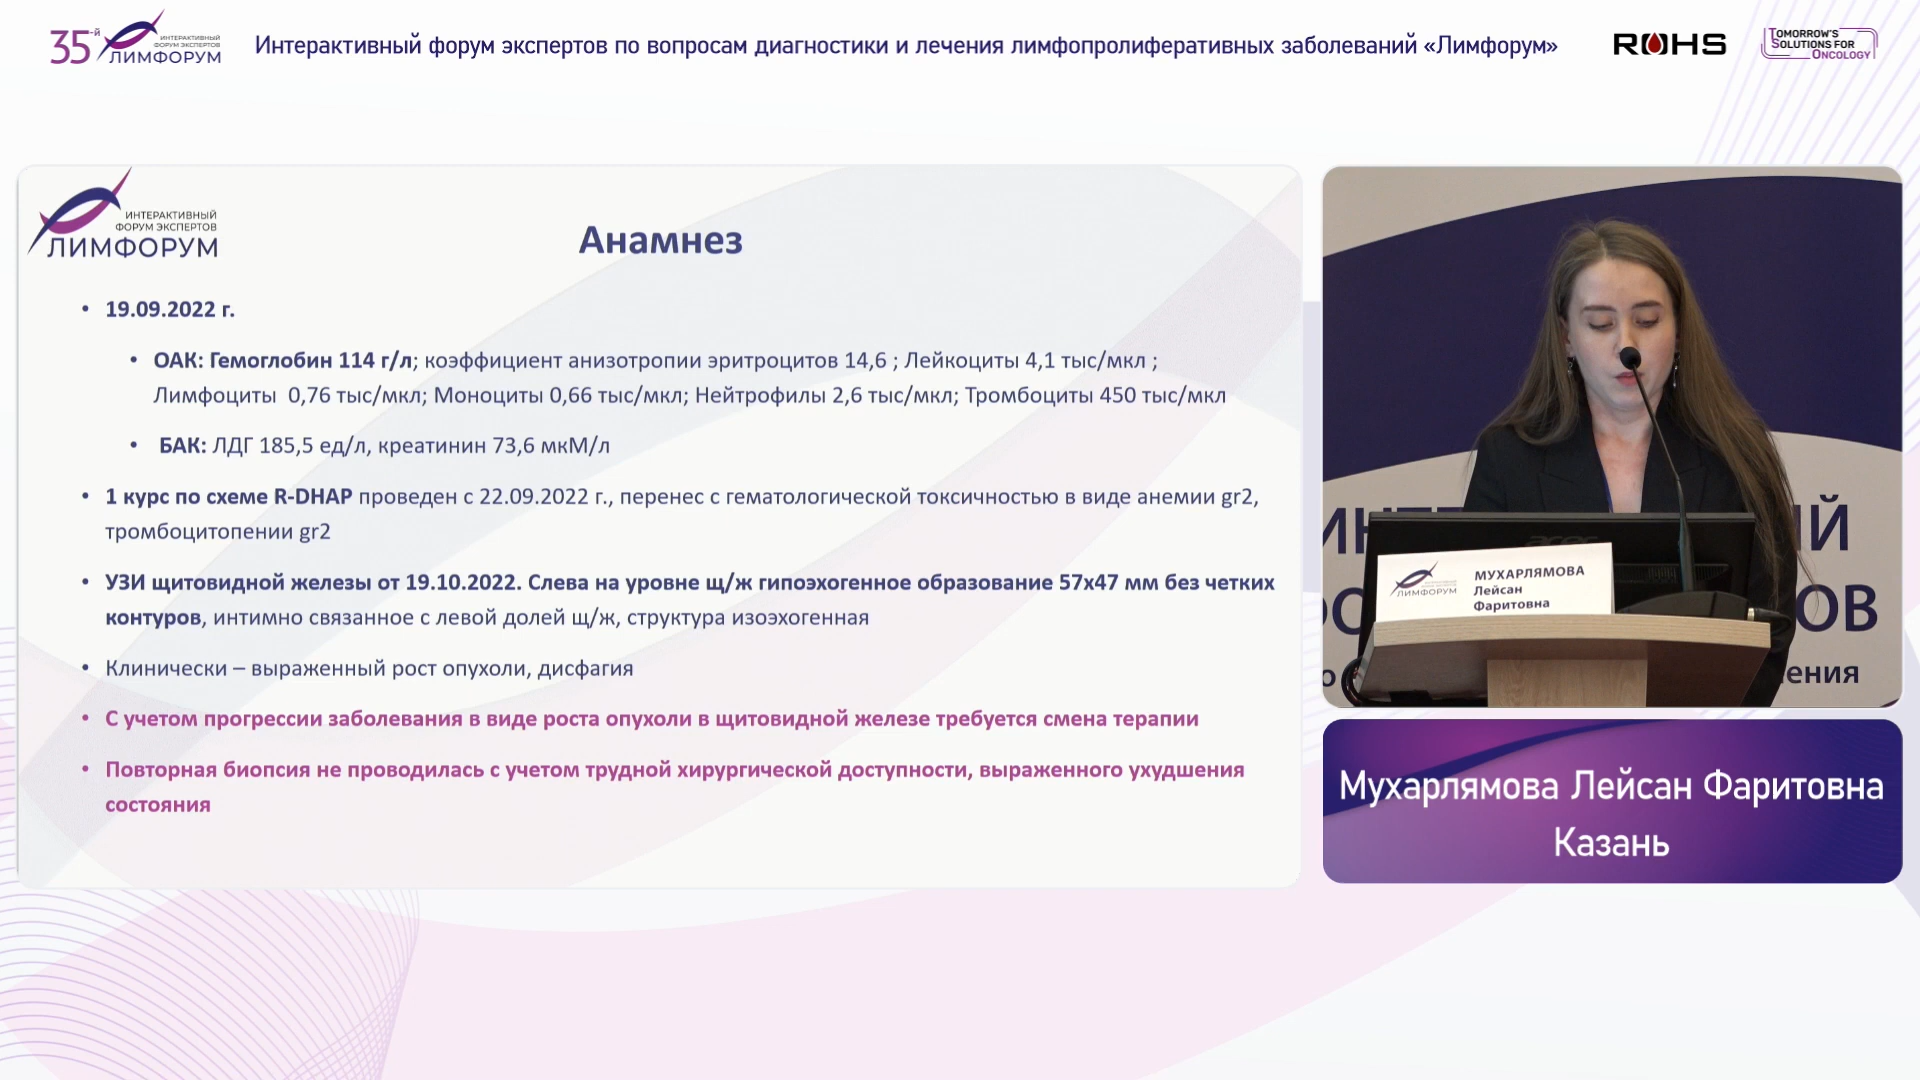 35-й
ИНТЕРАКТИВНЫЙ
ФОРУМ ЭКСПЕРТОВ
ЛИМФОРУМ
Интерактивный форум экспертов по вопросам диагностики и лечения лимфопролиферативных заболеваний «Лимфорум»
ROHS
TOMORROW'S
SOLUTIONS FOR
ONCOLOGY
ИНТЕРАКТИВНЫЙ
ФОРУМ ЭКСПЕРТОВ
ЛИМФОРУМ
Анамнез
• 19.09.2022 г.
• ОАК: Гемоглобин 114 г/л; коэффициент анизотропии эритроцитов 14,6 ; Лейкоциты 4,1 тыс/мкл ;
Лимфоциты 0,76 тыс/мкл; Моноциты 0,66 тыс/мкл; Нейтрофилы 2,6 тыс/мкл; Тромбоциты 450 тыс/мкл
• БАК: ЛДГ 185,5 ед/л, креатинин 73,6 мкМ/л
• 1 курс по схеме R-DHAP проведен с 22.09.2022 г., перенес с гематологической токсичностью в виде анемии gr2,
тромбоцитопении gr2
• УЗИ щитовидной железы от 19.10.2022. Слева на уровне щ/ж гипоэхогенное образование 57х47 мм без четких
контуров, интимно связанное с левой долей щ/ж, структура изоэхогенная
• Клинически – выраженный рост опухоли, дисфагия
• С учетом прогрессии заболевания в виде роста опухоли в щитовидной железе требуется смена терапии
• Повторная биопсия не проводилась с учетом трудной хирургической доступности, выраженного ухудшения
состояния
acer
ЛИМФОРУМ
МУХАРЛЯМОВА
Лейсан
Фаритовна
ИЙ
ОВ
ения
Мухарлямова Лейсан Фаритовна
Казань